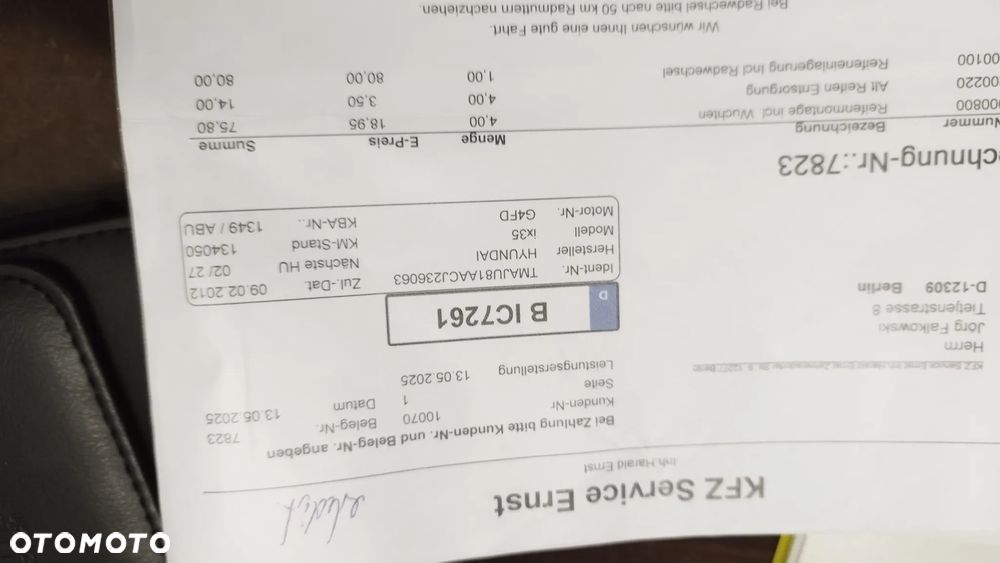 KFZ Service Ernst
Inh.Harald Ernst
Bei Zahlung bitte Kunden-Nr. und Beleg-Nr. angeben
Kunden-Nr 10070 Beleg-Nr. 7823
Seite 1 Datum 13.05.2025
Leistungserstellung 13.05.2025
Herrn
Jörg Falkowski
Tietjenstrasse 8
D-12309 Berlin
D B IC7261
Ident-Nr. TMAJU81AACJ236063 Zul.-Dat. 09.02.2012
Hersteller HYUNDAI Nächste HU 02/ 27
Modell ix35 KM-Stand 134050
Motor-Nr. G4FD KBA-Nr.. 1349 / ABU
chnung-Nr.:7823
Nummer Bezeichnung Menge E-Preis Summe
000800 Reifenmontage incl. Wuchten 4,00 18,95 75,80
00220 Alt Reifen Entsorgung 4,00 3,50 14,00
00100 Reifeneinlagerung incl Radwechsel 1,00 80,00 80,00
Wir wünschen Ihnen eine gute Fahrt.
Bei Radwechsel bitte nach 50 km Radmuttern nachziehen.
OTOMOTO